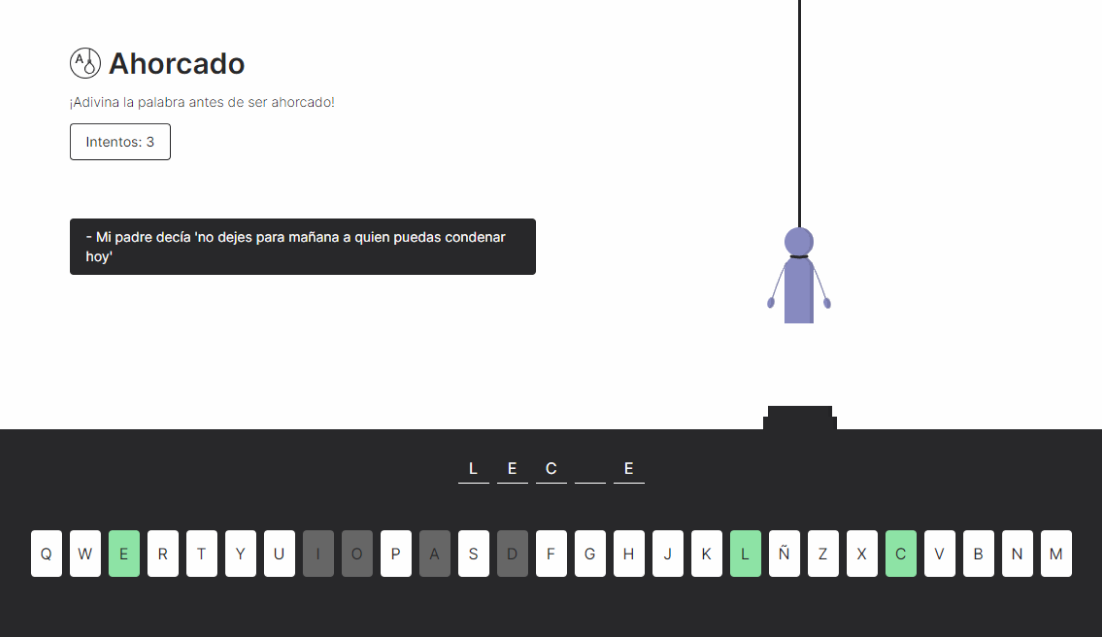 A
Ahorcado
¡Adivina la palabra antes de ser ahorcado!
Intentos: 3
- Mi padre decía 'no dejes para mañana a quien puedas condenar
hoy'
L E C _ E
Q W E R T Y U I O P A S D F G H J K L Ñ Z X C V B N M